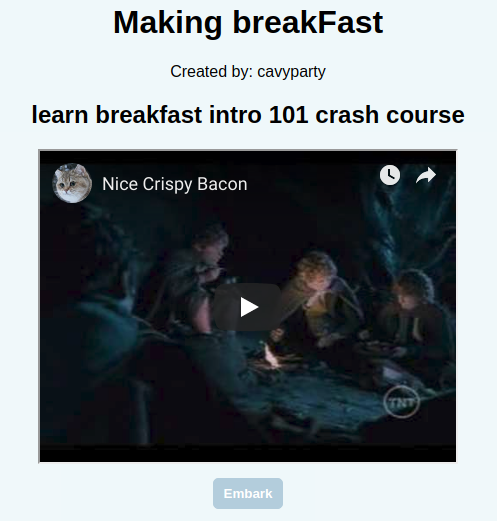 Making breakFast
Created by: cavyparty
learn breakfast intro 101 crash course
Nice Crispy Bacon
TNT
Embark